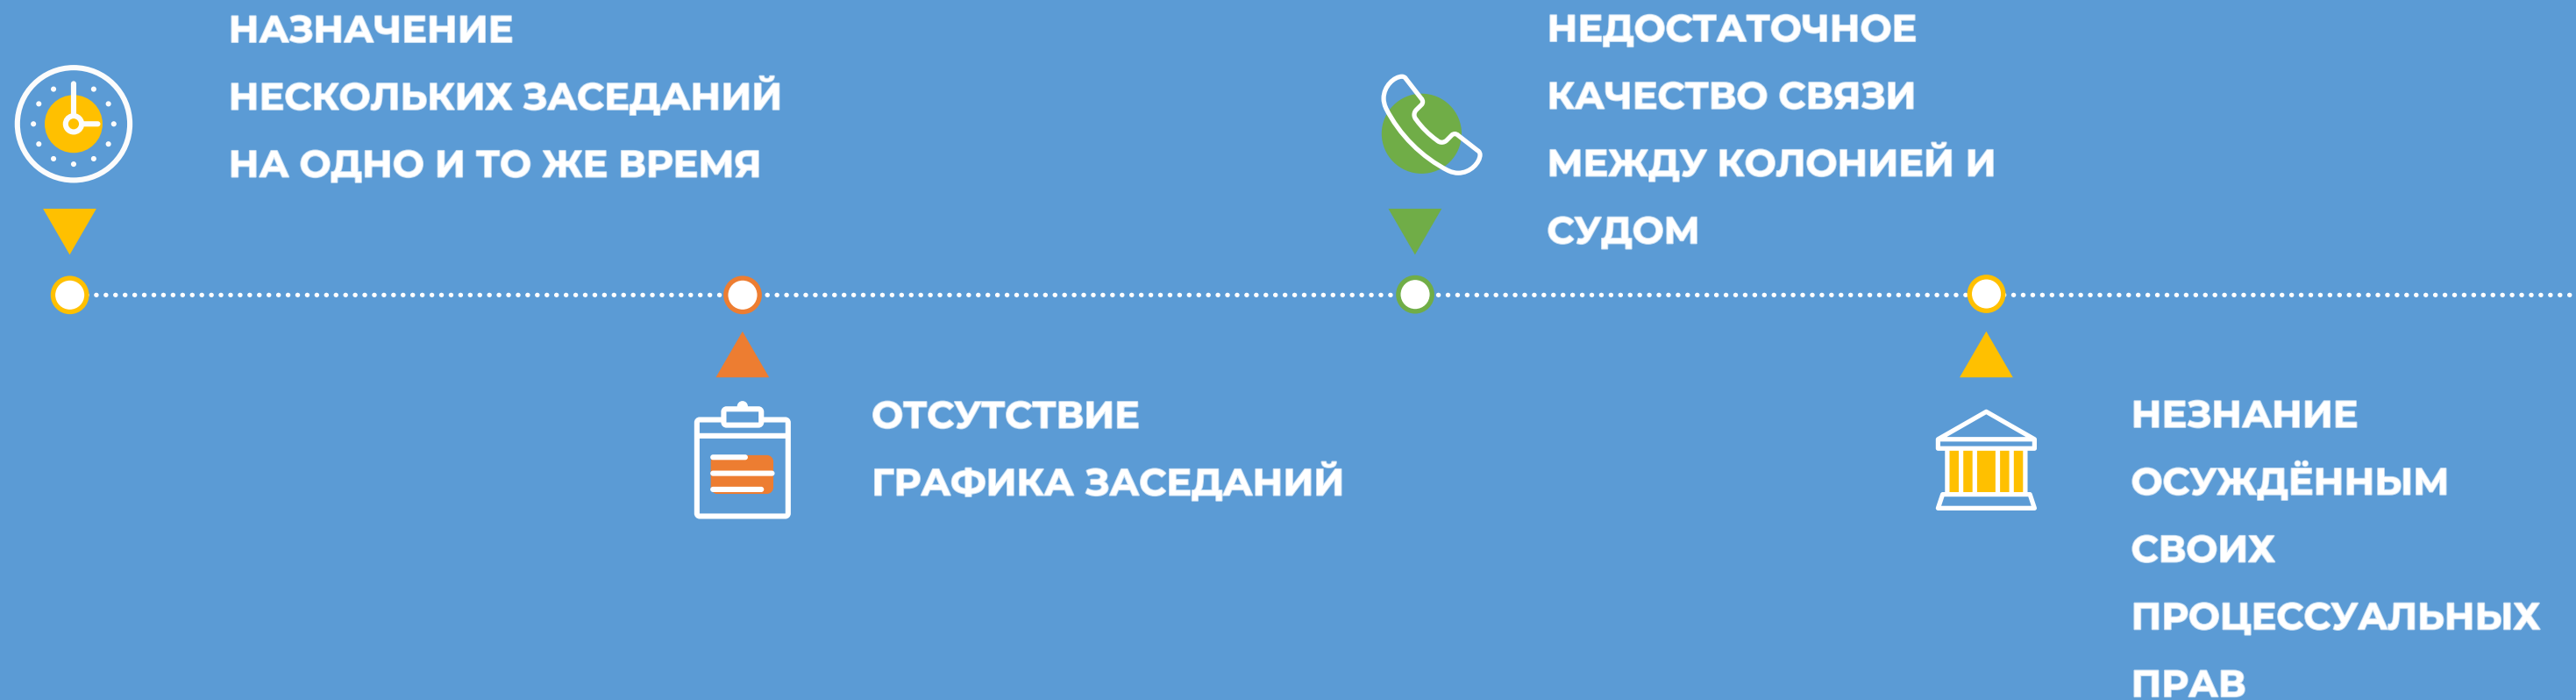 НАЗНАЧЕНИЕ
НЕСКОЛЬКИХ ЗАСЕДАНИЙ
НА ОДНО И ТО ЖЕ ВРЕМЯ
ОТСУТСТВИЕ
ГРАФИКА ЗАСЕДАНИЙ
НЕДОСТАТОЧНОЕ
КАЧЕСТВО СВЯЗИ
МЕЖДУ КОЛОНИЕЙ И
СУДОМ
НЕЗНАНИЕ
ОСУЖДЁННЫМ
СВОИХ
ПРОЦЕССУАЛЬНЫХ
ПРАВ